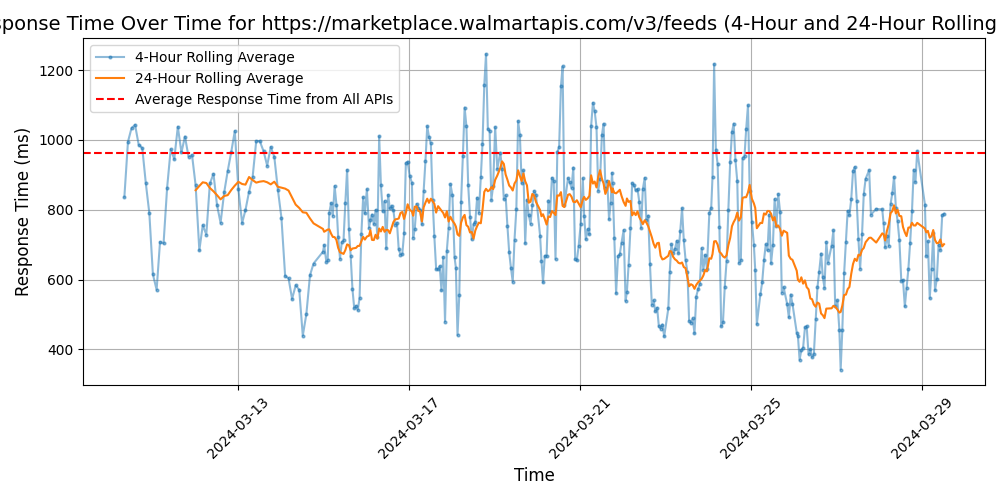 sponse Time Over Time for https://marketplace.walmartapis.com/v3/feeds (4-Hour and 24-Hour Rolling
4-Hour Rolling Average
24-Hour Rolling Average
Average Response Time from All APIs
Response Time (ms)
1200
1000
800
600
400
2024-03-13
2024-03-17
2024-03-21
2024-03-25
2024-03-29
Time